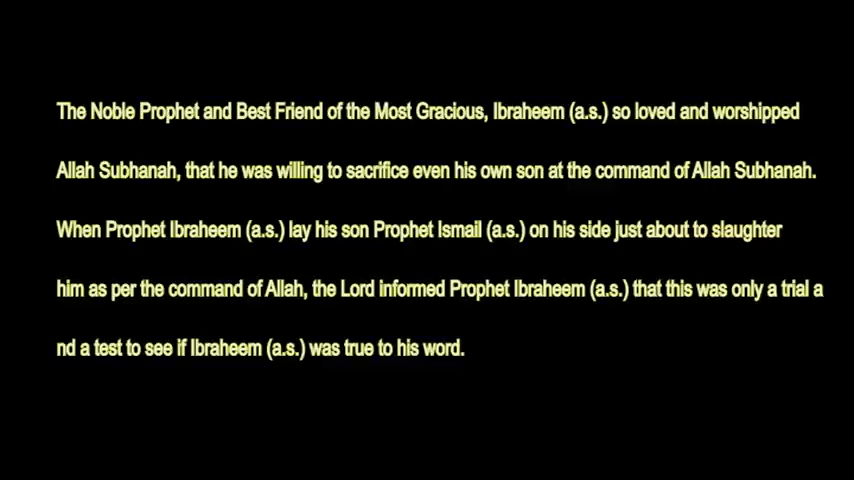 The Noble Prophet and Best Friend of the Most Gracious, Ibraheem (a.s.) so loved and worshipped
Allah Subhanah, that he was willing to sacrifice even his own son at the command of Allah Subhanah.
When Prophet Ibraheem (a.s.) lay his son Prophet Ismail (a.s.) on his side just about to slaughter
him as per the command of Allah, the Lord informed Prophet Ibraheem (a.s.) that this was only a trial a
nd a test to see if Ibraheem (a.s.) was true to his word.